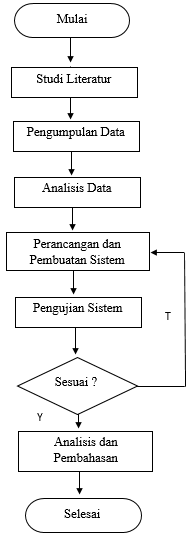 Mulai
Studi Literatur
Pengumpulan Data
Analisis Data
Perancangan dan
Pembuatan Sistem
Pengujian Sistem
T
Sesuai ?
Y
Analisis dan
Pembahasan
Selesai